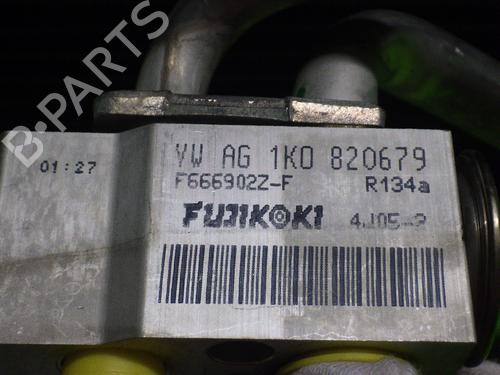 B-PARTS
01:27
VW AG 1K0 820679
F666902Z-F R134a
FUJIKOKI